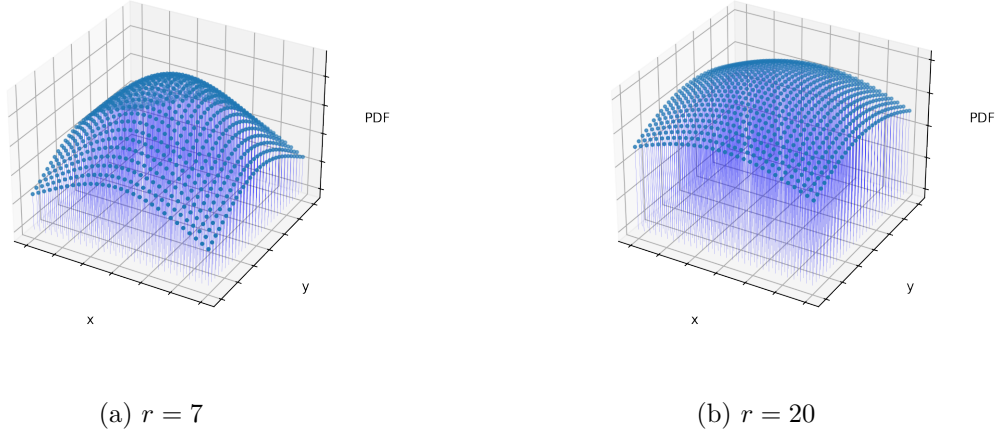 PDF
y
x
PDF
y
x
(a) r = 7
(b) r = 20